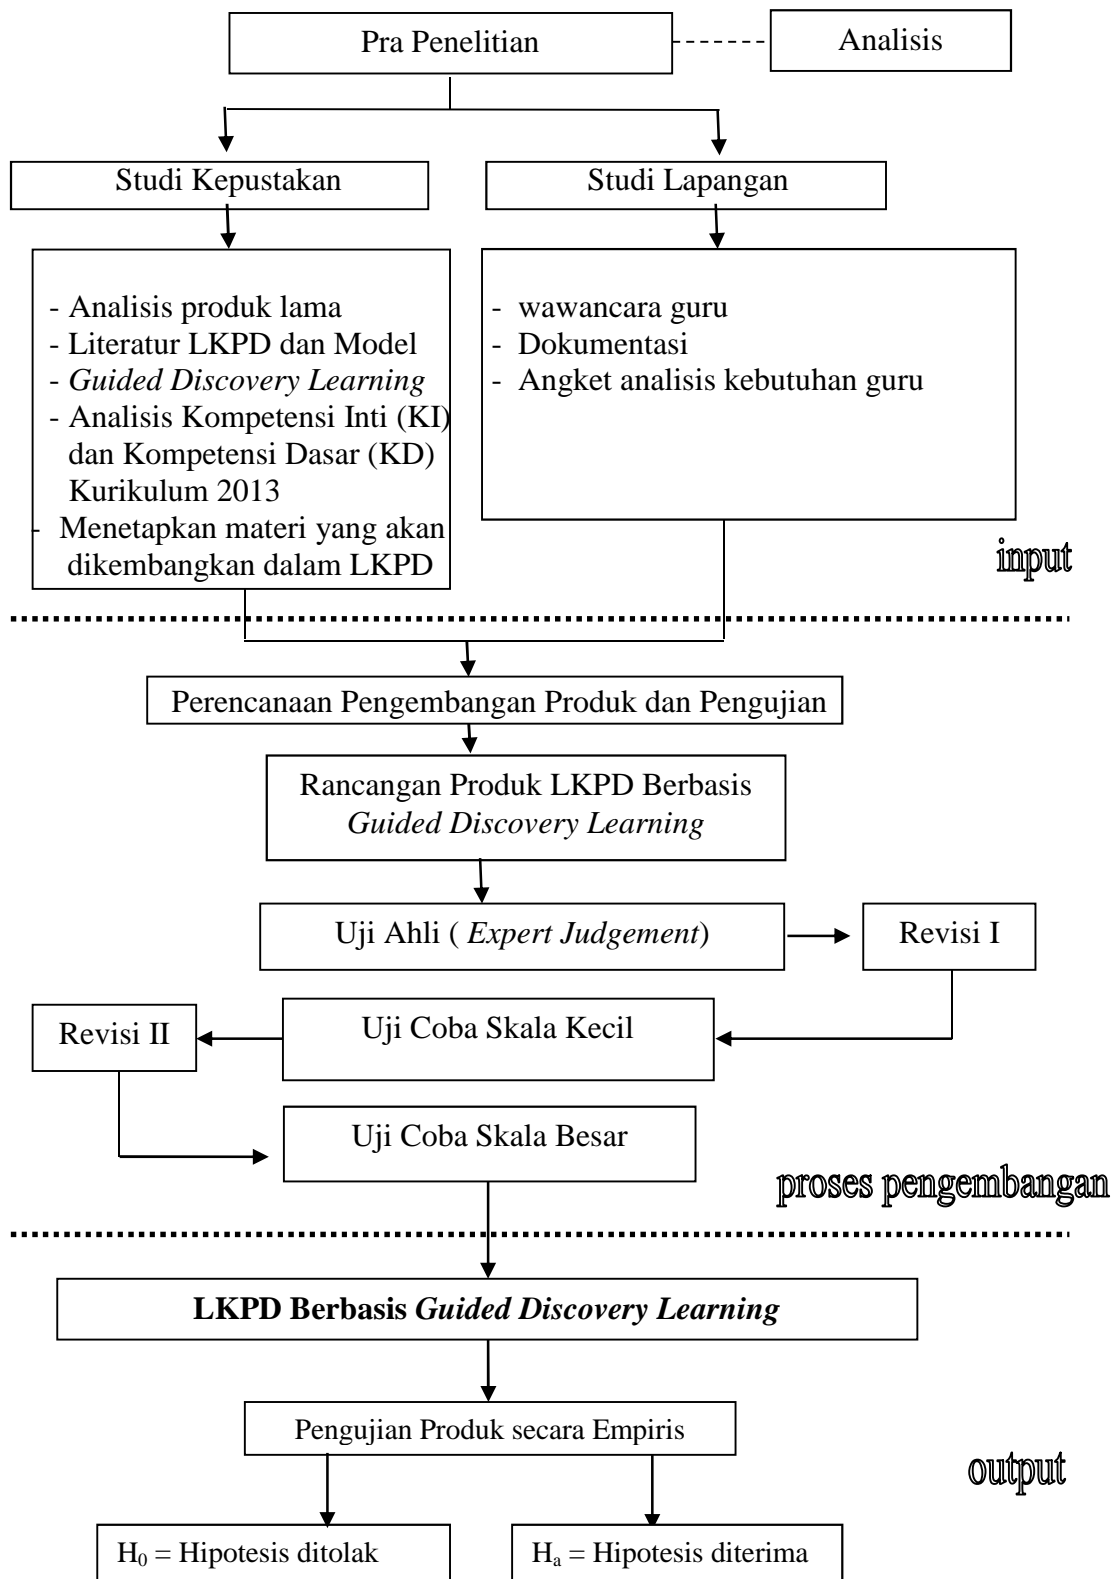 Pra Penelitian
Analisis
Studi Kepustakan
Studi Lapangan
- Analisis produk lama
- Literatur LKPD dan Model
- Guided Discovery Learning
- Analisis Kompetensi Inti (KI)
dan Kompetensi Dasar (KD)
Kurikulum 2013
- Menetapkan materi yang akan
dikembangkan dalam LKPD
- wawancara guru
- Dokumentasi
- Angket analisis kebutuhan guru
input
Perencanaan Pengembangan Produk dan Pengujian
Rancangan Produk LKPD Berbasis
Guided Discovery Learning
Uji Ahli ( Expert Judgement)
Revisi I
Revisi II
Uji Coba Skala Kecil
Uji Coba Skala Besar
proses pengembangan
LKPD Berbasis Guided Discovery Learning
Pengujian Produk secara Empiris
output
H₀ = Hipotesis ditolak
Hₐ = Hipotesis diterima